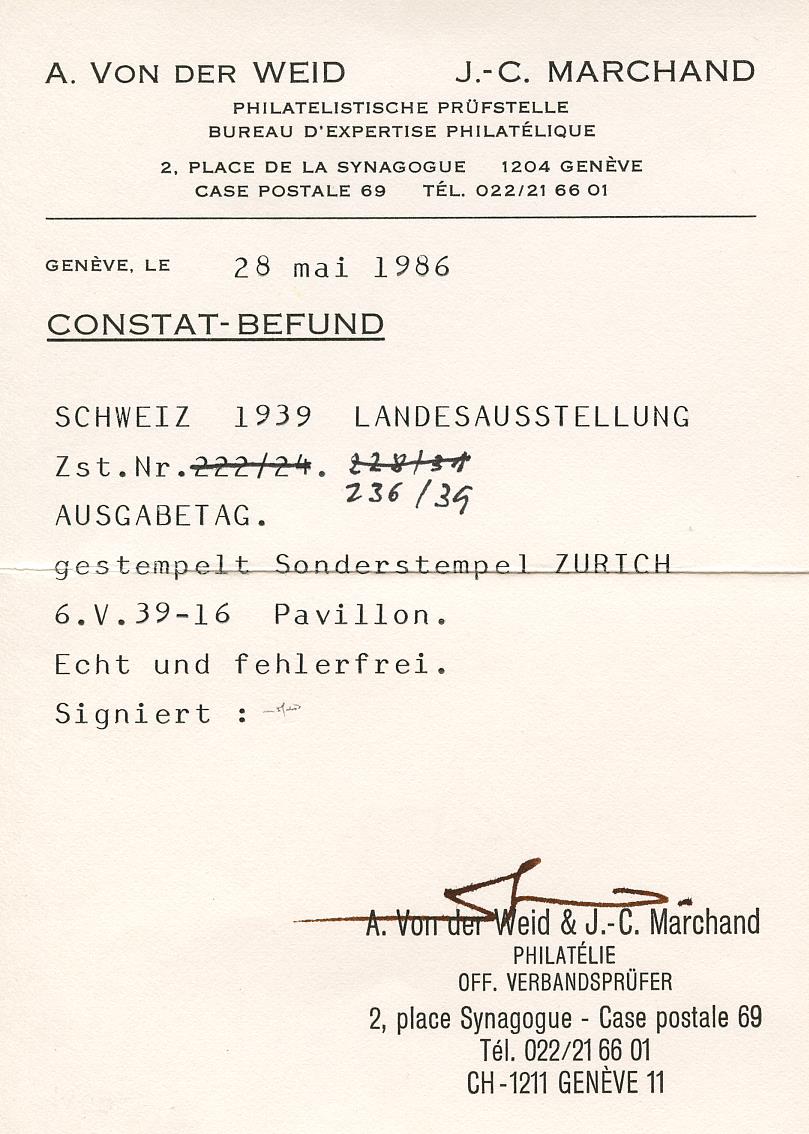 A. VON DER WEID J.-C. MARCHAND
PHILATELISTISCHE PRÜFSTELLE
BUREAU D'EXPERTISE PHILATÉLIQUE
2, PLACE DE LA SYNAGOGUE 1204 GENÈVE
CASE POSTALE 69 TÉL. 022/21 66 01
GENÈVE, LE 28 mai 1986
CONSTAT-BEFUND
SCHWEIZ 1939 LANDESAUSSTELLUNG
Zst.Nr.222/24. 228/31
236/39
AUSGABETAG.
gestempelt Sonderstempel ZURICH
6.V.39-16 Pavillon.
Echt und fehlerfrei.
Signiert :
A. Von der Weid & J.-C. Marchand
PHILATÉLIE
OFF. VERBANDSPRÜFER
2, place Synagogue - Case postale 69
Tél. 022/21 66 01
CH-1211 GENÈVE 11